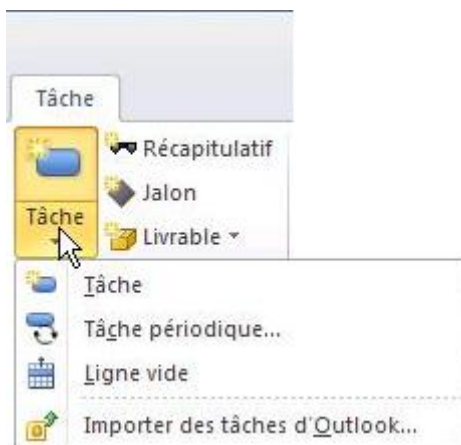 Tâche
Récapitulatif
Jalon
Tâche
Livrable
Tâche
Tâche périodique...
Ligne vide
Importer des tâches d'Outlook...